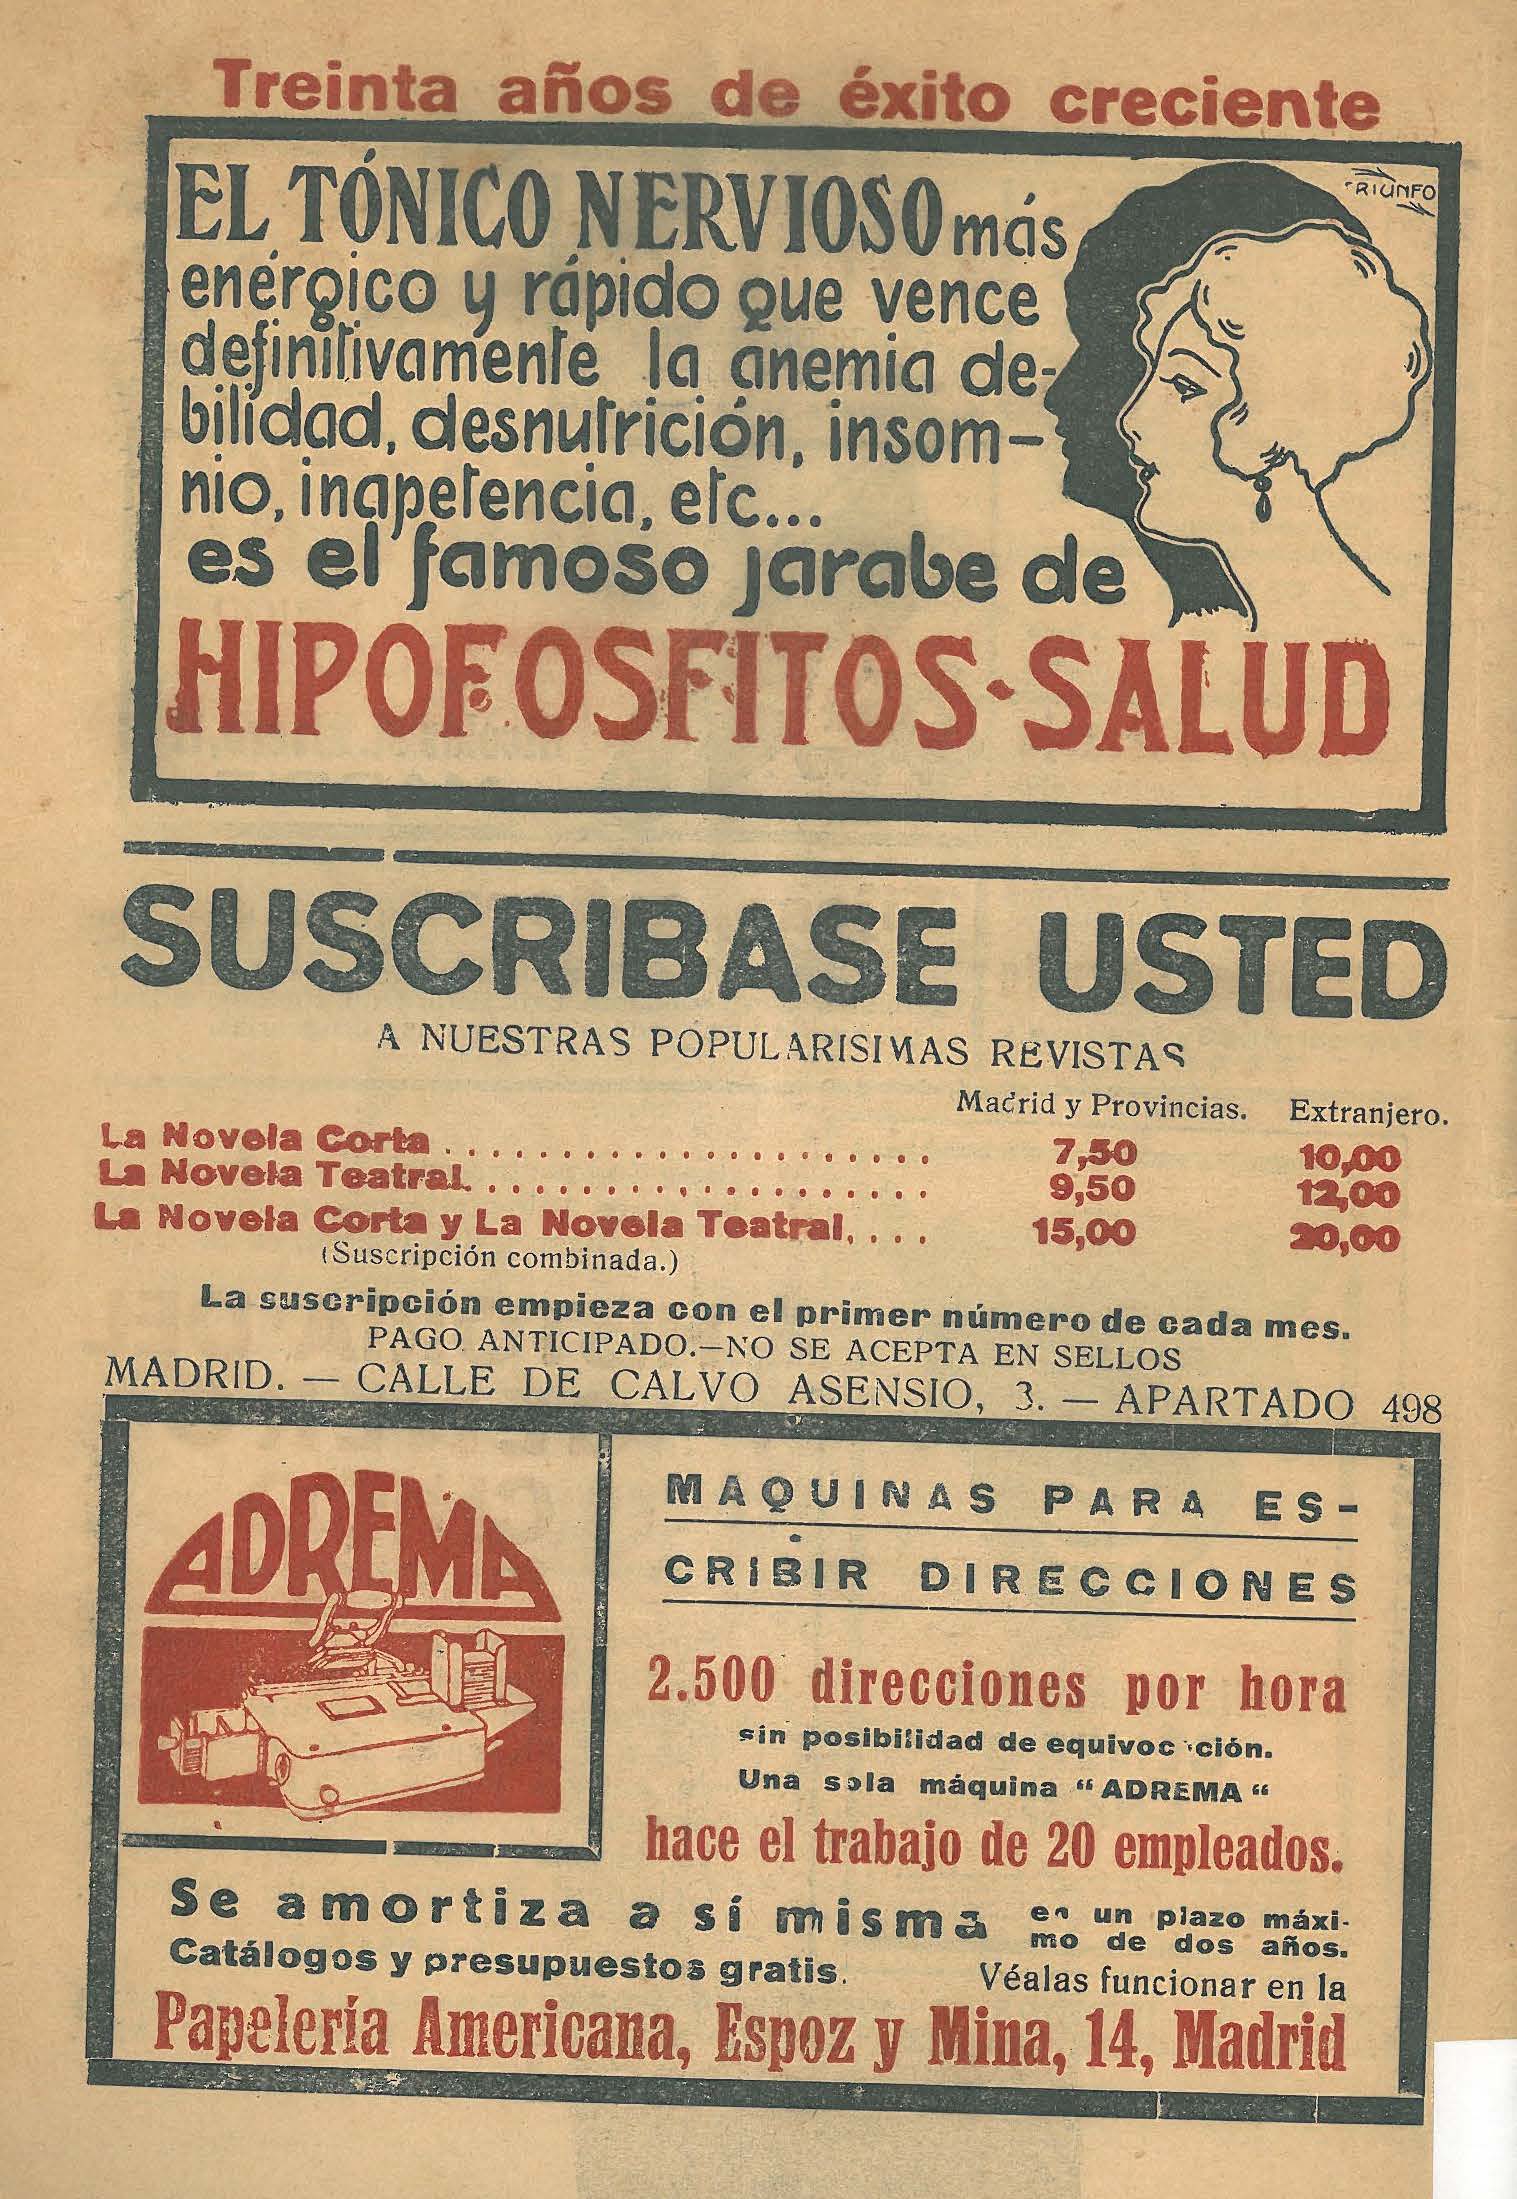 Treinta años de éxito creciente
TRIUNFO
EL TÓNICO NERVIOSO más
enérgico y rápido que vence
definitivamente la anemia de-
bilidad, desnutrición, insom-
nio, inapetencia, etc...
es el famoso jarabe de
HIPOFOSFITOS·SALUD
SUSCRIBASE USTED
A NUESTRAS POPULARISIMAS REVISTAS
Madrid y Provincias. Extranjero.
La Novela Corta ...................... 7,50 10,00
La Novela Teatral...................... 9,50 12,00
La Novela Corta y La Novela Teatral.... 15,00 20,00
(Suscripción combinada.)
La suscripción empieza con el primer número de cada mes.
PAGO ANTICIPADO.—NO SE ACEPTA EN SELLOS
MADRID. — CALLE DE CALVO ASENSIO, 3. — APARTADO 498
ADREMA
MAQUINAS PARA ES-
CRIBIR DIRECCIONES
2.500 direcciones por hora
sin posibilidad de equivocación.
Una sola máquina "ADREMA"
hace el trabajo de 20 empleados.
Se amortiza a sí misma en un plazo máxi-
mo de dos años.
Catálogos y presupuestos gratis. Véalas funcionar en la
Papelería Americana, Espoz y Mina, 14, Madrid